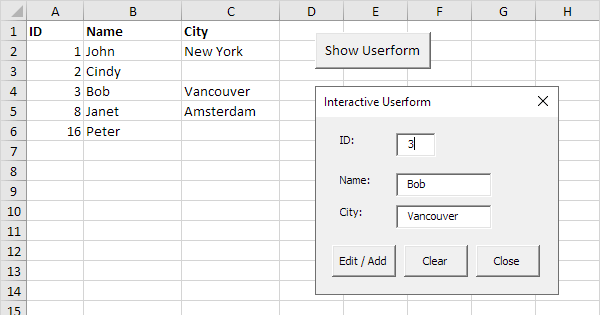 A B C D E F G H
1 ID Name City
2 1 John New York
3 2 Cindy
4 3 Bob Vancouver
5 8 Janet Amsterdam
6 16 Peter
7
8
9
10
11
12
13
14
15
Show Userform
Interactive Userform
ID: 3
Name: Bob
City: Vancouver
Edit / Add Clear Close